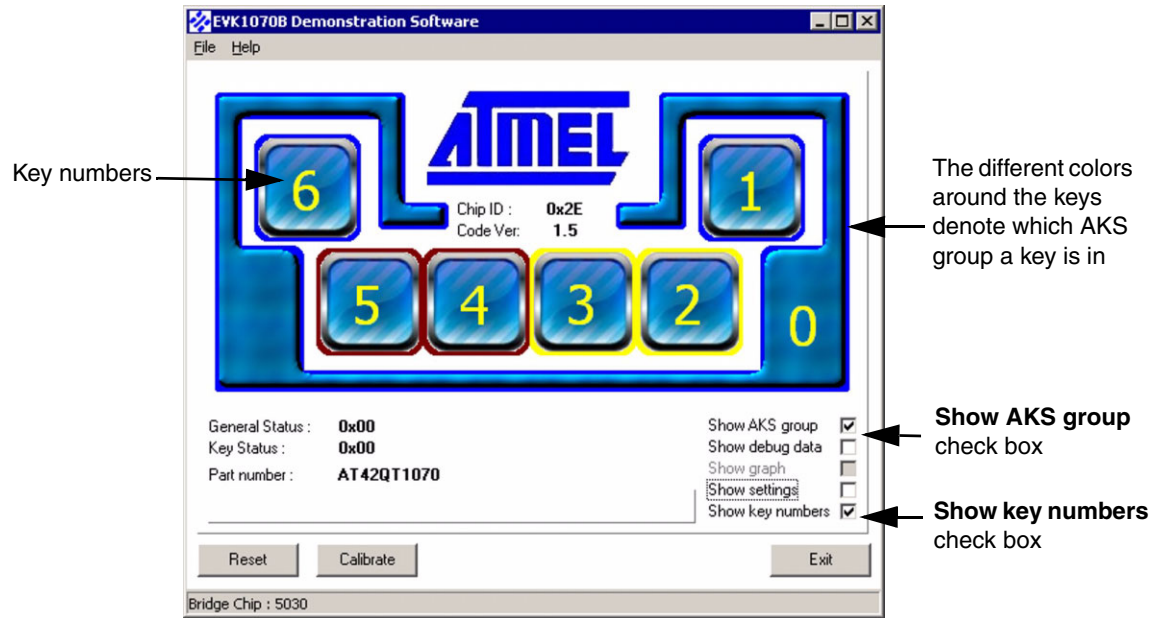 EVK1070B Demonstration Software
File Help
ATMEL
Key numbers
6
1
Chip ID : 0x2E
Code Ver: 1.5
The different colors
around the keys
denote which AKS
group a key is in
5 4 3 2 0
General Status : 0x00
Key Status : 0x00
Part number : AT42QT1070
Show AKS group
Show debug data
Show graph
Show settings
Show key numbers
Show AKS group
check box
Show key numbers
check box
Reset Calibrate Exit
Bridge Chip : 5030